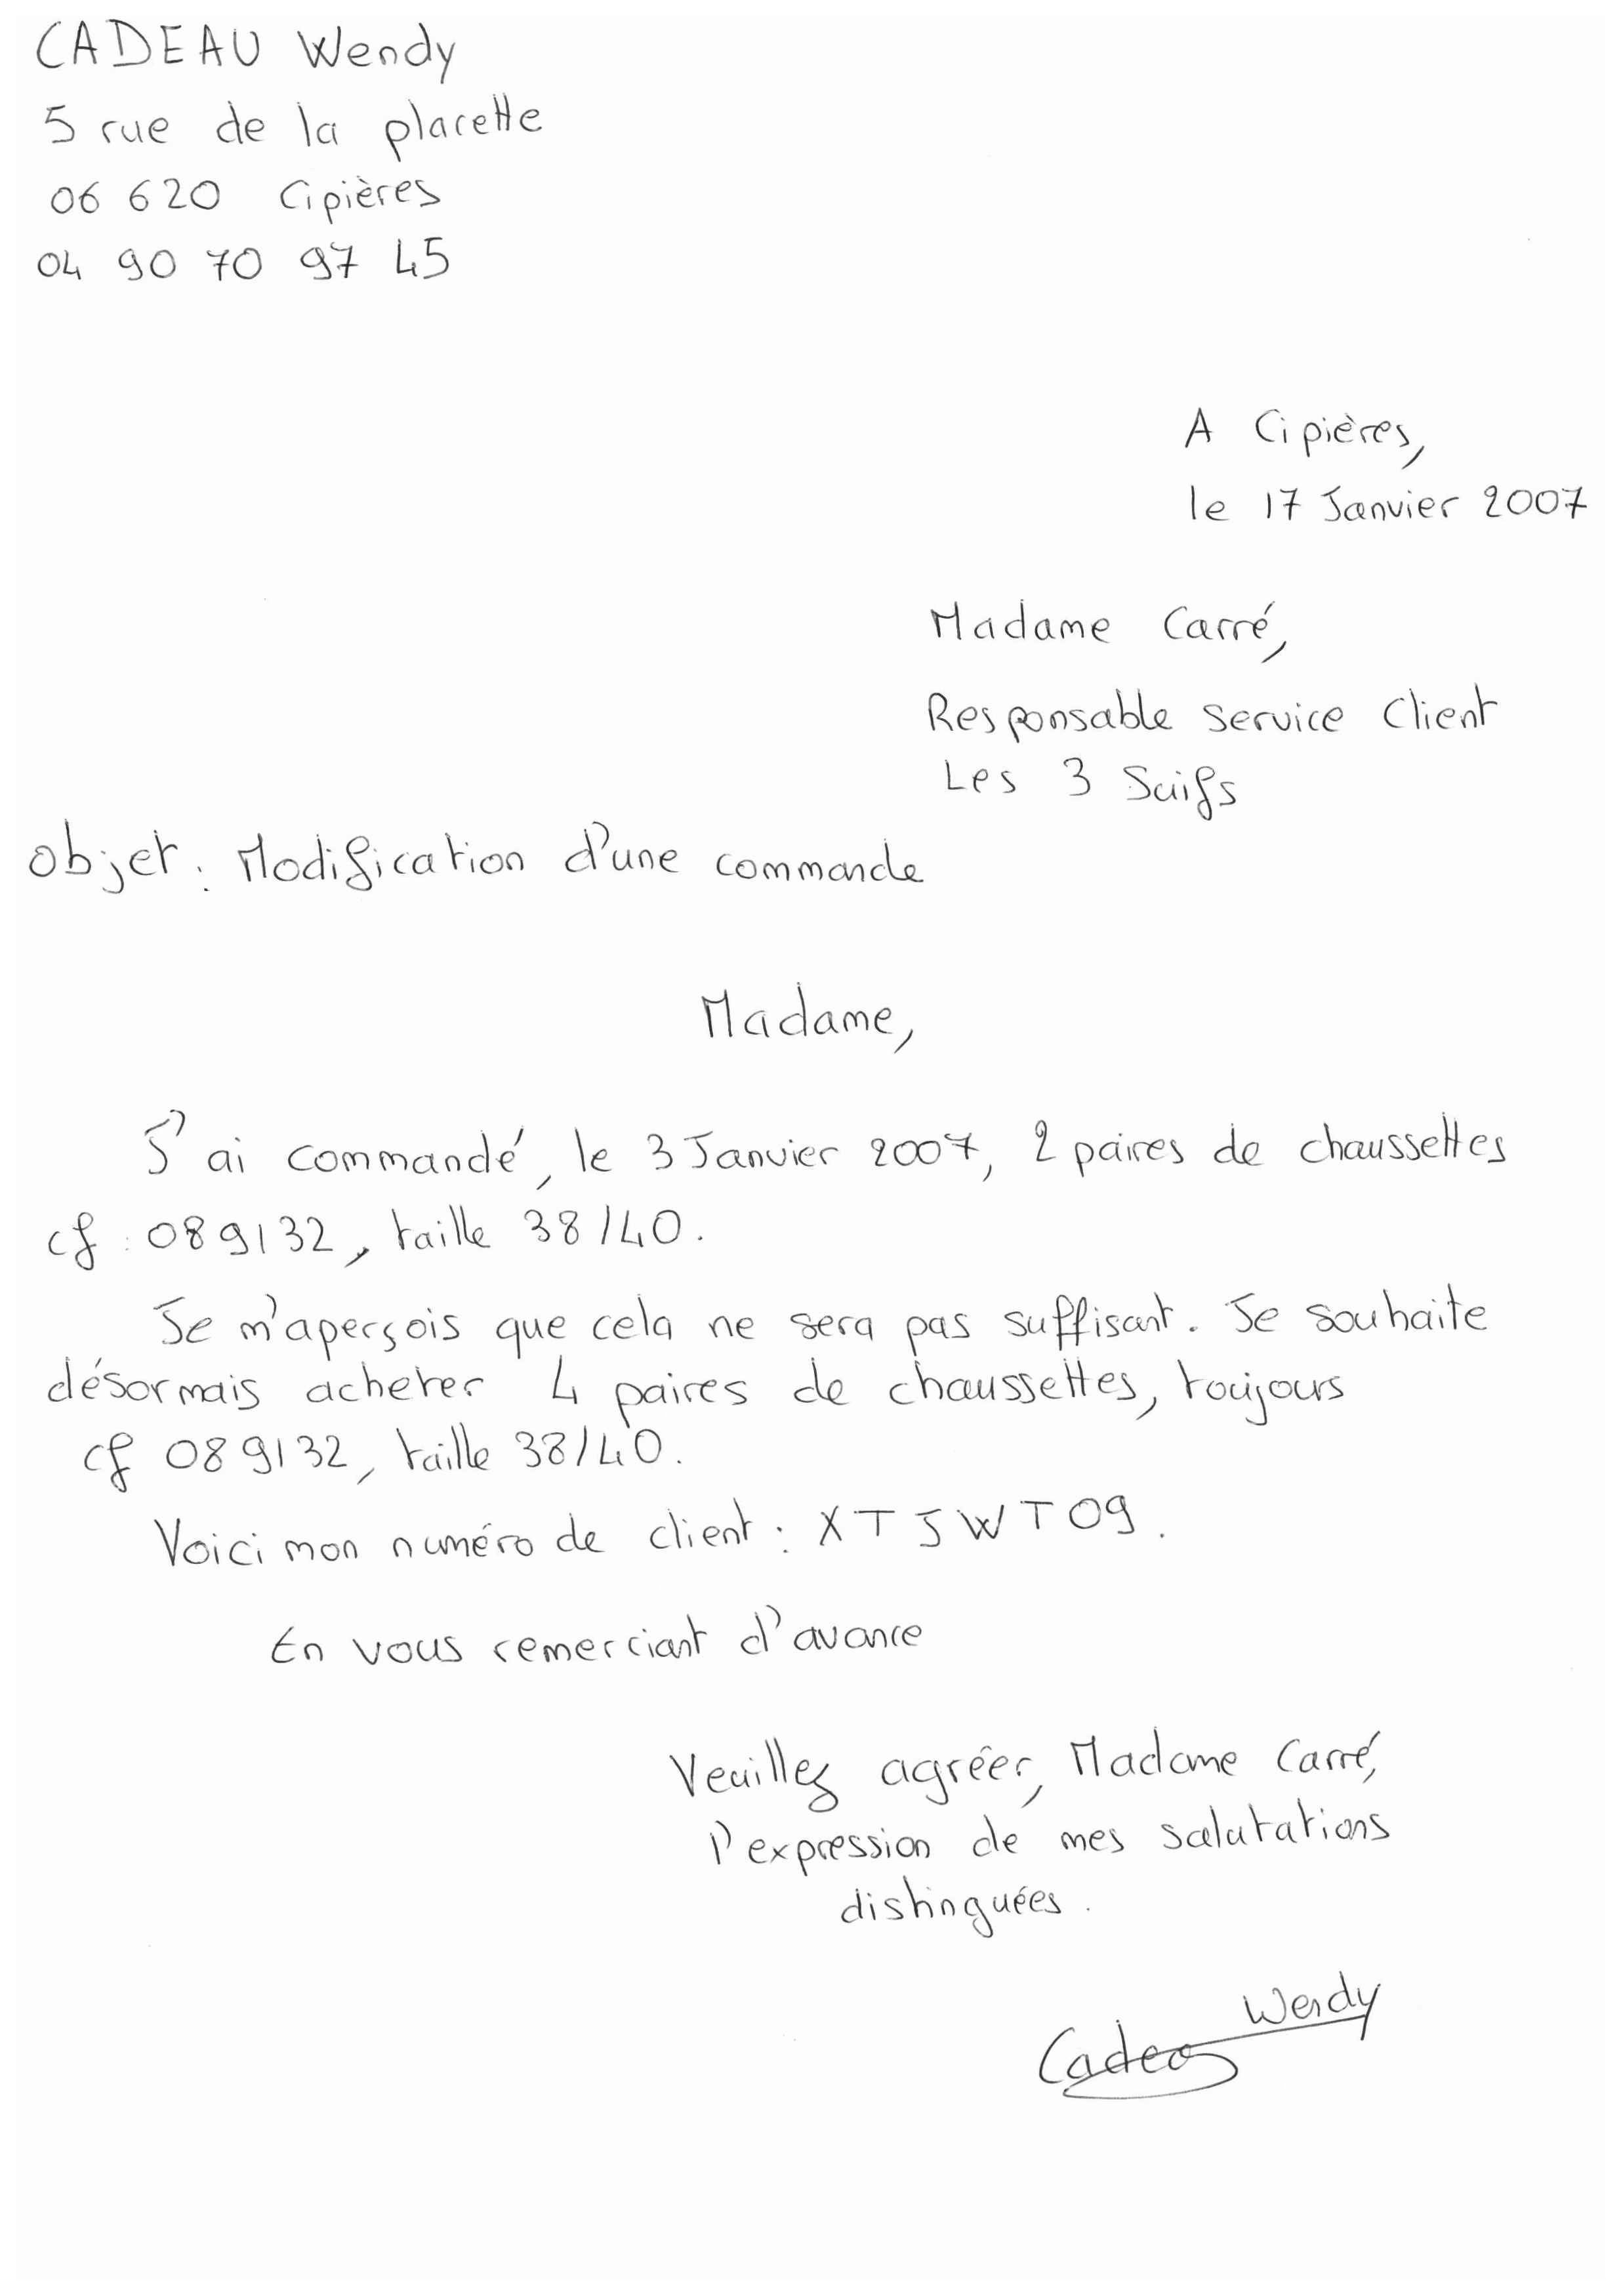 CADEAU Wendy
5 rue de la placette
06 620 Cipières
04 90 70 97 45
A Cipières,
le 17 Janvier 2007
Madame Carré,
Responsable service Client
Les 3 Suifs
objet : Modification d'une commande
Madame,
J'ai commandé, le 3 Janvier 2007, 2 paires de chaussettes
cf : 089132, taille 38/40.
Je m'aperçois que cela ne sera pas suffisant. Je souhaite
désormais acheter 4 paires de chaussettes, toujours
cf 089132, taille 38/40.
Voici mon numéro de client : XTJWT09.
En vous remerciant d'avance
Veuillez agréer, Madame Carré,
l'expression de mes salutations
distinguées.
Wendy
Cadeau